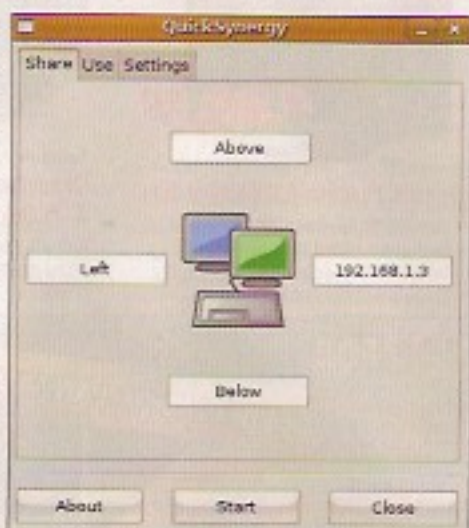 QuickSynergy
Share Use Settings
Above
Left
192.168.1.3
Below
About Start Close